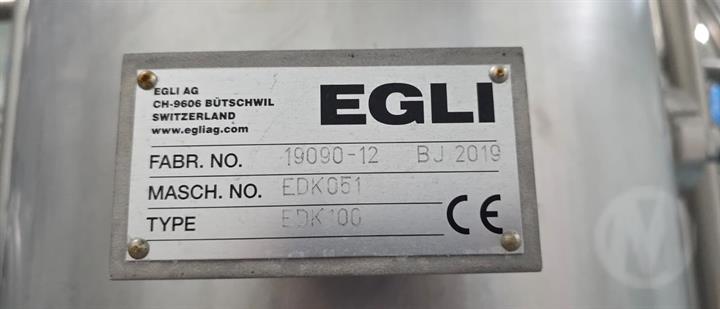 EGLI AG
CH-9606 BÜTSCHWIL
SWITZERLAND
www.egliag.com
EGLI
FABR. NO. 19090-12 BJ 2019
MASCH. NO. EDK051
TYPE EDK100
CE